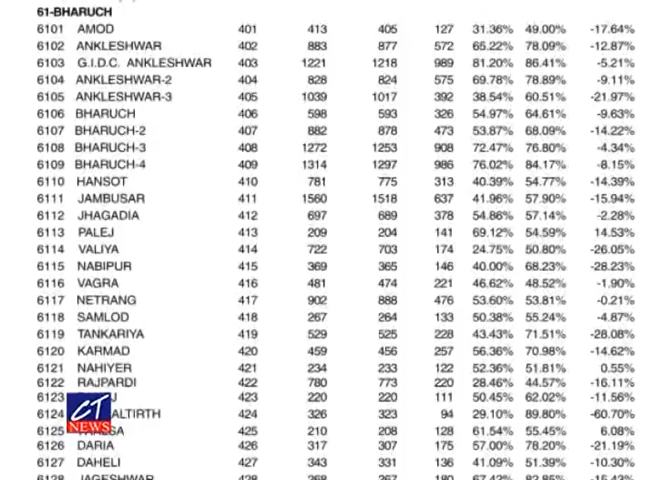 61-BHARUCH
6101 AMOD 401 413 405 127 31.36% 49.00% -17.64%
6102 ANKLESHWAR 402 883 877 572 65.22% 78.09% -12.87%
6103 G.I.D.C. ANKLESHWAR 403 1221 1218 989 81.20% 86.41% -5.21%
6104 ANKLESHWAR-2 404 828 824 575 69.78% 78.89% -9.11%
6105 ANKLESHWAR-3 405 1039 1017 392 38.54% 60.51% -21.97%
6106 BHARUCH 406 598 593 326 54.97% 64.61% -9.63%
6107 BHARUCH-2 407 882 878 473 53.87% 68.09% -14.22%
6108 BHARUCH-3 408 1272 1253 908 72.47% 76.80% -4.34%
6109 BHARUCH-4 409 1314 1297 986 76.02% 84.17% -8.15%
6110 HANSOT 410 781 775 313 40.39% 54.77% -14.39%
6111 JAMBUSAR 411 1560 1518 637 41.96% 57.90% -15.94%
6112 JHAGADIA 412 697 689 378 54.86% 57.14% -2.28%
6113 PALEJ 413 209 204 141 69.12% 54.59% 14.53%
6114 VALIYA 414 722 703 174 24.75% 50.80% -26.05%
6115 NABIPUR 415 369 365 146 40.00% 68.23% -28.23%
6116 VAGRA 416 481 474 221 46.62% 48.52% -1.90%
6117 NETRANG 417 902 888 476 53.60% 53.81% -0.21%
6118 SAMLOD 418 267 264 133 50.38% 55.24% -4.87%
6119 TANKARIYA 419 529 525 228 43.43% 71.51% -28.08%
6120 KARMAD 420 459 456 257 56.36% 70.98% -14.62%
6121 NAHIYER 421 234 233 122 52.36% 51.81% 0.55%
6122 RAJPARDI 422 780 773 220 28.46% 44.57% -16.11%
6123 423 220 220 111 50.45% 62.02% -11.56%
6124 ALTIRTH 424 326 323 94 29.10% 89.80% -60.70%
6125 425 210 208 128 61.54% 55.45% 6.08%
6126 DARIA 426 317 307 175 57.00% 78.20% -21.19%
6127 DAHELI 427 343 331 136 41.09% 51.39% -10.30%
6128 JAGESHWAR 428 268 267 180 67.42% 82.85% -15.43%
CT
NEWS